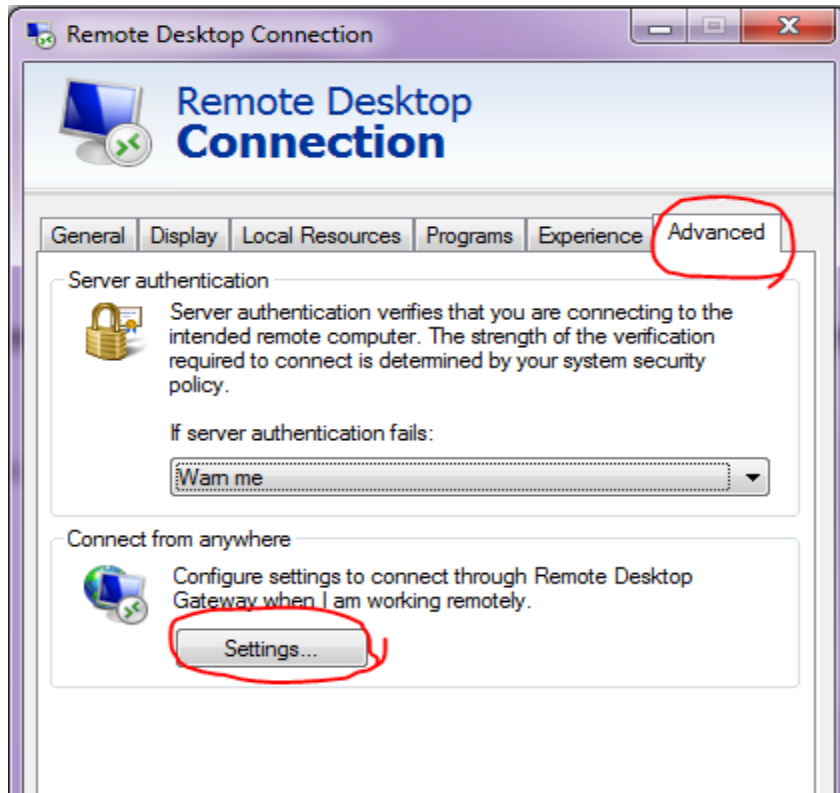 Remote Desktop Connection
Remote Desktop
Connection
General Display Local Resources Programs Experience Advanced
Server authentication
Server authentication verifies that you are connecting to the
intended remote computer. The strength of the verification
required to connect is determined by your system security
policy.
If server authentication fails:
Warn me
Connect from anywhere
Configure settings to connect through Remote Desktop
Gateway when I am working remotely.
Settings...